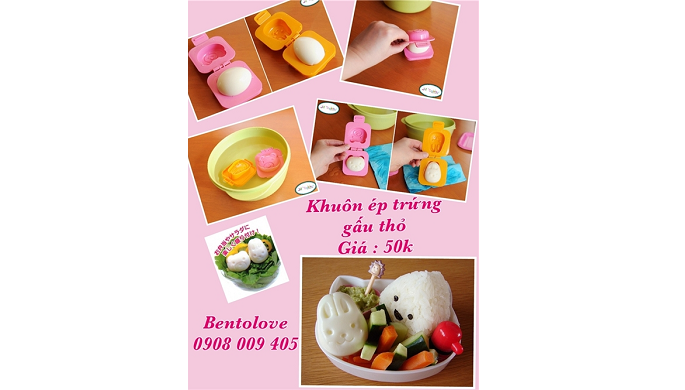 Khuôn ép trứng
gấu thỏ
Giá : 50k
Bentolove
0908 009 405